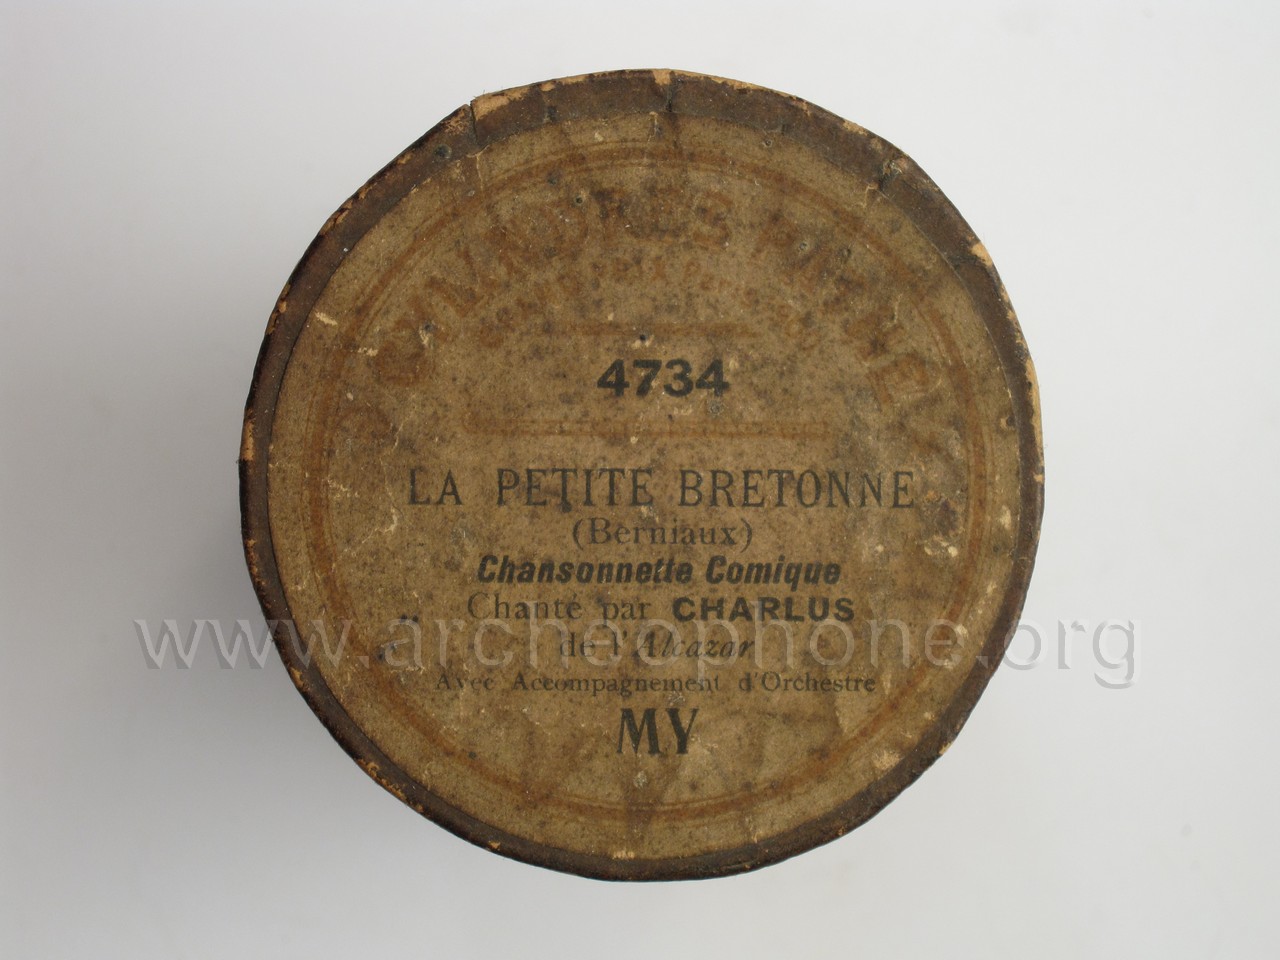 4734
LA PETITE BRETONNE
(Berniaux)
Chansonnette Comique
Chanté par CHARLUS
de l'Alcazar
www.archeophone.org
Avec Accompagnement d'Orchestre
MY